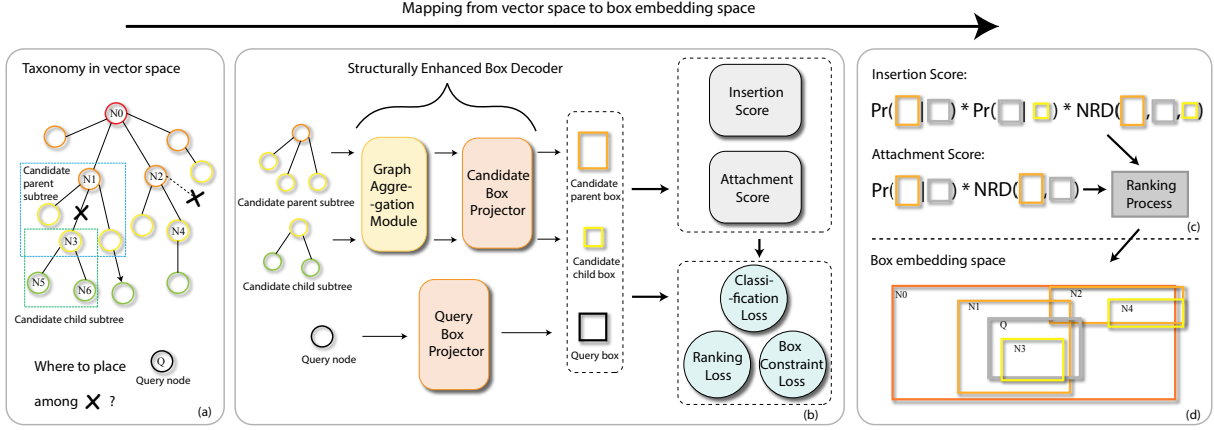 Mapping from vector space to box embedding space
Taxonomy in vector space
N0
Candidate
parent
subtree
N1
N2
N3
N4
N5
N6
Candidate child subtree
Where to place
Q
Query node
among
?
(a)
Structurally Enhanced Box Decoder
Candidate parent subtree
Candidate child subtree
Query node
Graph
Aggre-
gation
Module
Candidate
Box
Projector
Query
Box
Projector
Candidate
parent box
Candidate
child box
Query box
Insertion
Score
Attachment
Score
Classi-
fication
Loss
Ranking
Loss
Box
Constraint
Loss
(b)
Insertion Score:
Pr( | ) * Pr( | ) * NRD( , , )
Attachment Score:
Pr( | ) * NRD( , )
Ranking
Process
(c)
Box embedding space
N0
N1
N2
N4
Q
N3
(d)